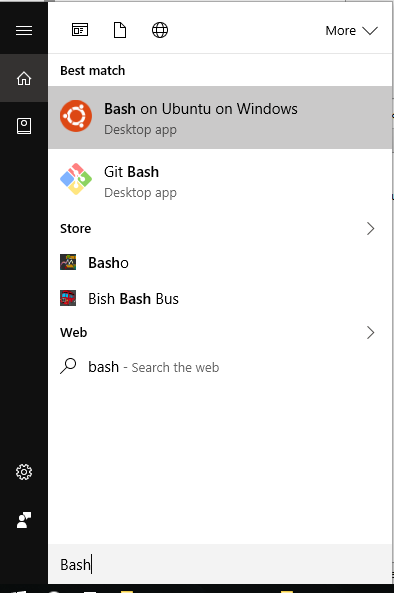 More
Best match
Bash on Ubuntu on Windows
Desktop app
Git Bash
Desktop app
Store
Basho
Bish Bash Bus
Web
bash - Search the web
Bash